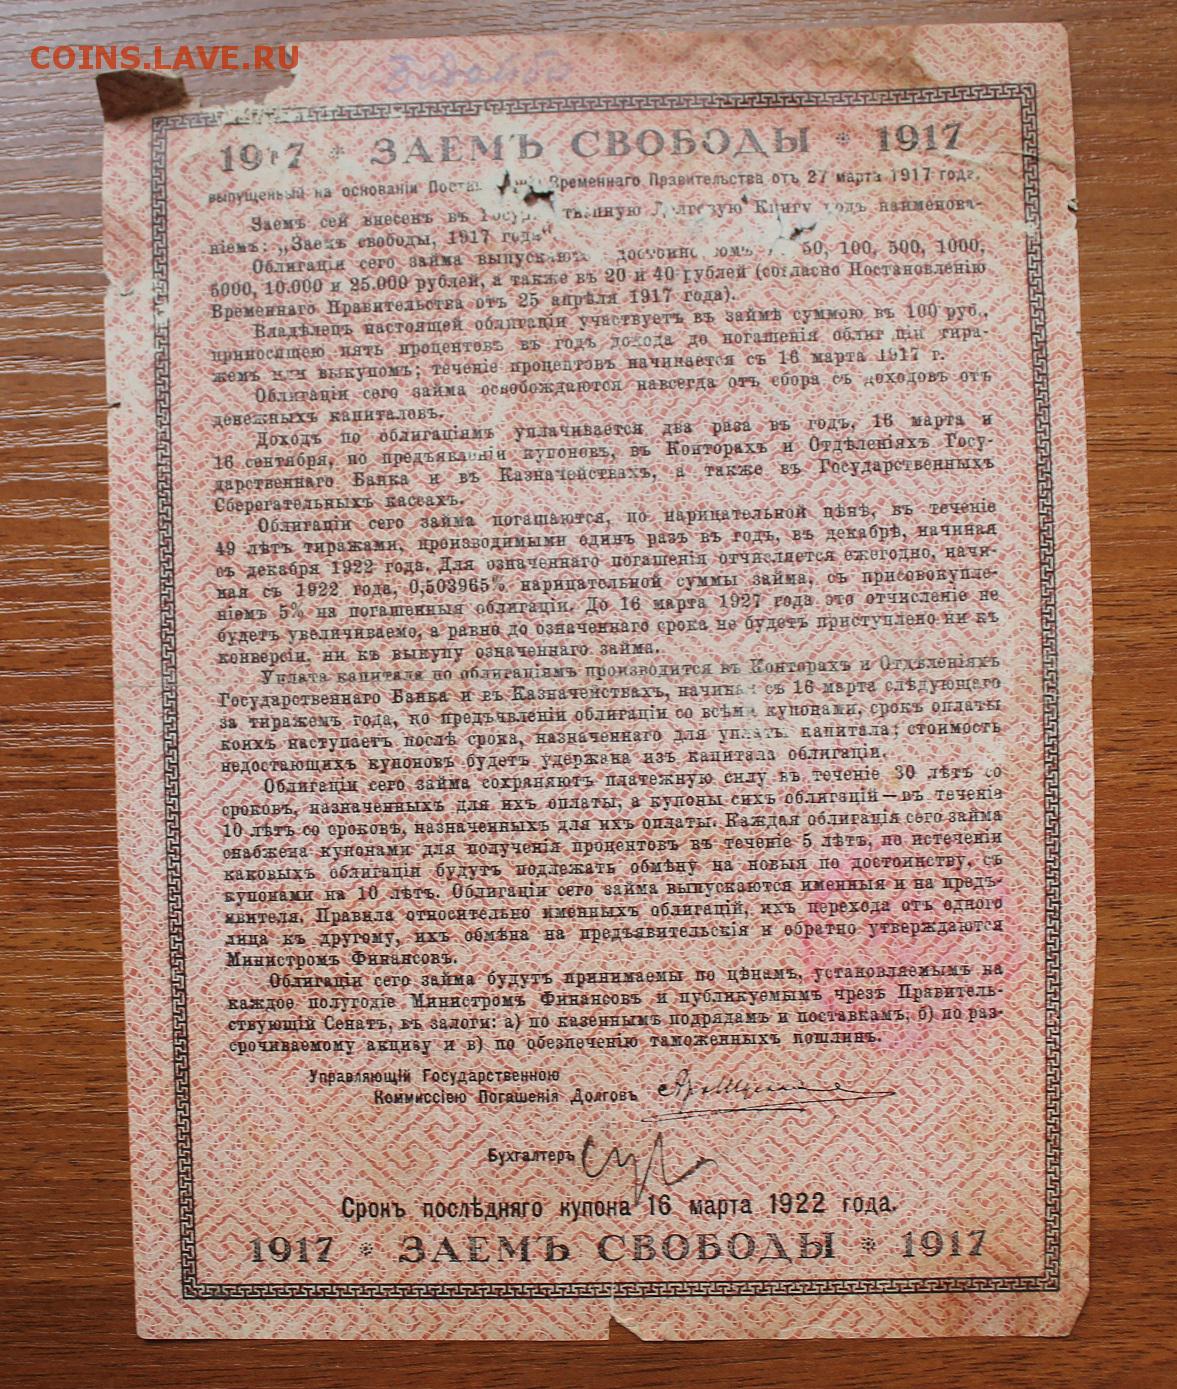 COINS.LAVE.RU
1917 * ЗАЕМЪ СВОБОДЫ * 1917
выпущенный на основаніи Временнаго Правительства отъ 27 марта 1917 года.
Заемъ сей внесенъ въ Долговую Книгу подъ наименова-
ніемъ: „Заемъ свободы, 1917 года“.
Облигаціи сего займа выпускаются 50, 100, 500, 1000,
5000, 10.000 и 25.000 рублей, а также въ 20 и 40 рублей (согласно Постановленію
Временнаго Правительства отъ 25 апрѣля 1917 года).
Владѣлецъ настоящей облигаціи участвуетъ въ займѣ суммою въ 100 руб.,
приносящею пять процентовъ въ годъ дохода до погашенія облигаціи тира-
жемъ или выкупомъ; теченіе процентовъ начинается съ 16 марта 1917 г.
Облигаціи сего займа освобождаются навсегда отъ сбора съ доходовъ отъ
денежныхъ капиталовъ.
Доходъ по облигаціямъ уплачивается два раза въ годъ, 16 марта и
16 сентября, по предъявленіи купоновъ, въ Конторахъ и Отдѣленіяхъ Госу-
дарственнаго Банка и въ Казначействахъ, а также въ Государственныхъ
Сберегательныхъ кассахъ.
Облигаціи сего займа погашаются, по нарицательной цѣнѣ, въ теченіе
49 лѣтъ тиражами, производимыми одинъ разъ въ годъ, въ декабрѣ, начиная
съ декабря 1922 года. Для означеннаго погашенія отчисляется ежегодно, начи-
ная съ 1922 года, 0,503965% нарицательной суммы займа, съ присовокупле-
ніемъ 5% на погашенныя облигаціи. До 16 марта 1927 года это отчисленіе не
будетъ увеличиваемо, а равно до означеннаго срока не будетъ приступлено ни къ
конверсіи, ни къ выкупу означеннаго займа.
Уплата капитала по облигаціямъ производится въ Конторахъ и Отдѣленіяхъ
Государственнаго Банка и въ Казначействахъ, начиная съ 16 марта слѣдующаго
за тиражемъ года, по предъявленіи облигаціи со всѣми купонами, срокъ оплаты
коихъ наступаетъ послѣ срока, назначеннаго для уплаты капитала; стоимость
недостающихъ купоновъ будетъ удержана изъ капитала облигаціи.
Облигаціи сего займа сохраняютъ платежную силу въ теченіе 30 лѣтъ со
сроковъ, назначенныхъ для ихъ оплаты, а купоны сихъ облигацій — въ теченіе
10 лѣтъ со сроковъ, назначенныхъ для ихъ оплаты. Каждая облигація сего займа
снабжена купонами для полученія процентовъ въ теченіе 5 лѣтъ, по истеченіи
каковыхъ облигаціи будутъ подлежать обмѣну на новыя по достоинству, съ
купонами на 10 лѣтъ. Облигаціи сего займа выпускаются именныя и на предъ-
явителя. Правила относительно именныхъ облигацій, ихъ перехода отъ одного
лица къ другому, ихъ обмѣна на предъявительскія и обратно утверждаются
Министромъ Финансовъ.
Облигаціи сего займа будутъ принимаемы по цѣнамъ, установляемымъ на
каждое полугодіе Министромъ Финансовъ и публикуемымъ чрезъ Правитель-
ствующій Сенатъ, въ залоги: а) по казеннымъ подрядамъ и поставкамъ, б) по раз-
срочиваемому акцизу и в) по обезпеченію таможенныхъ пошлинъ.
Управляющій Государственною
Коммиссіею Погашенія Долговъ
Бухгалтеръ
Срокъ послѣдняго купона 16 марта 1922 года.
1917 * ЗАЕМЪ СВОБОДЫ * 1917